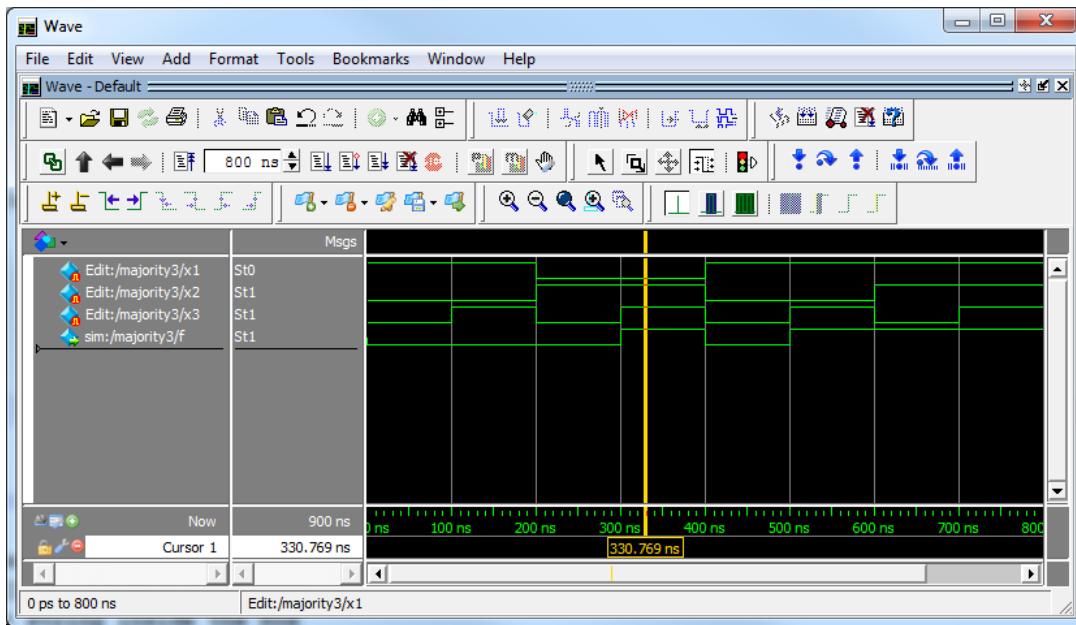 Wave
File Edit View Add Format Tools Bookmarks Window Help
Wave - Default
800 ns
Msgs
Edit:/majority3/x1 St0
Edit:/majority3/x2 St1
Edit:/majority3/x3 St1
sim:/majority3/f St1
Now 900 ns
0 ns 100 ns 200 ns 300 ns 400 ns 500 ns 600 ns 700 ns 800
Cursor 1 330.769 ns 330.769 ns
0 ps to 800 ns Edit:/majority3/x1